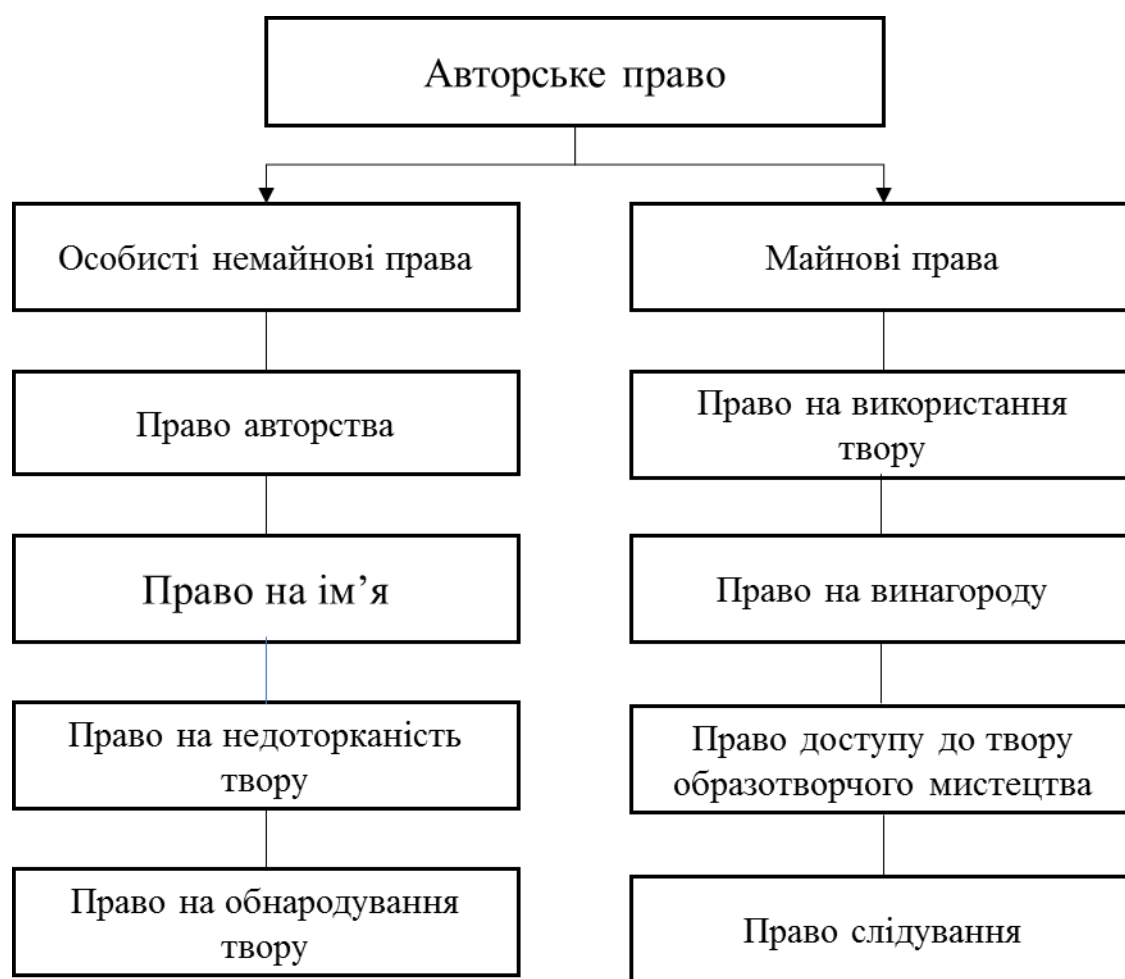 Авторське право
Особисті немайнові права
Майнові права
Право авторства
Право на використання
твору
Право на ім’я
Право на винагороду
Право на недоторканість
твору
Право доступу до твору
образотворчого мистецтва
Право на обнародування
твору
Право слідування